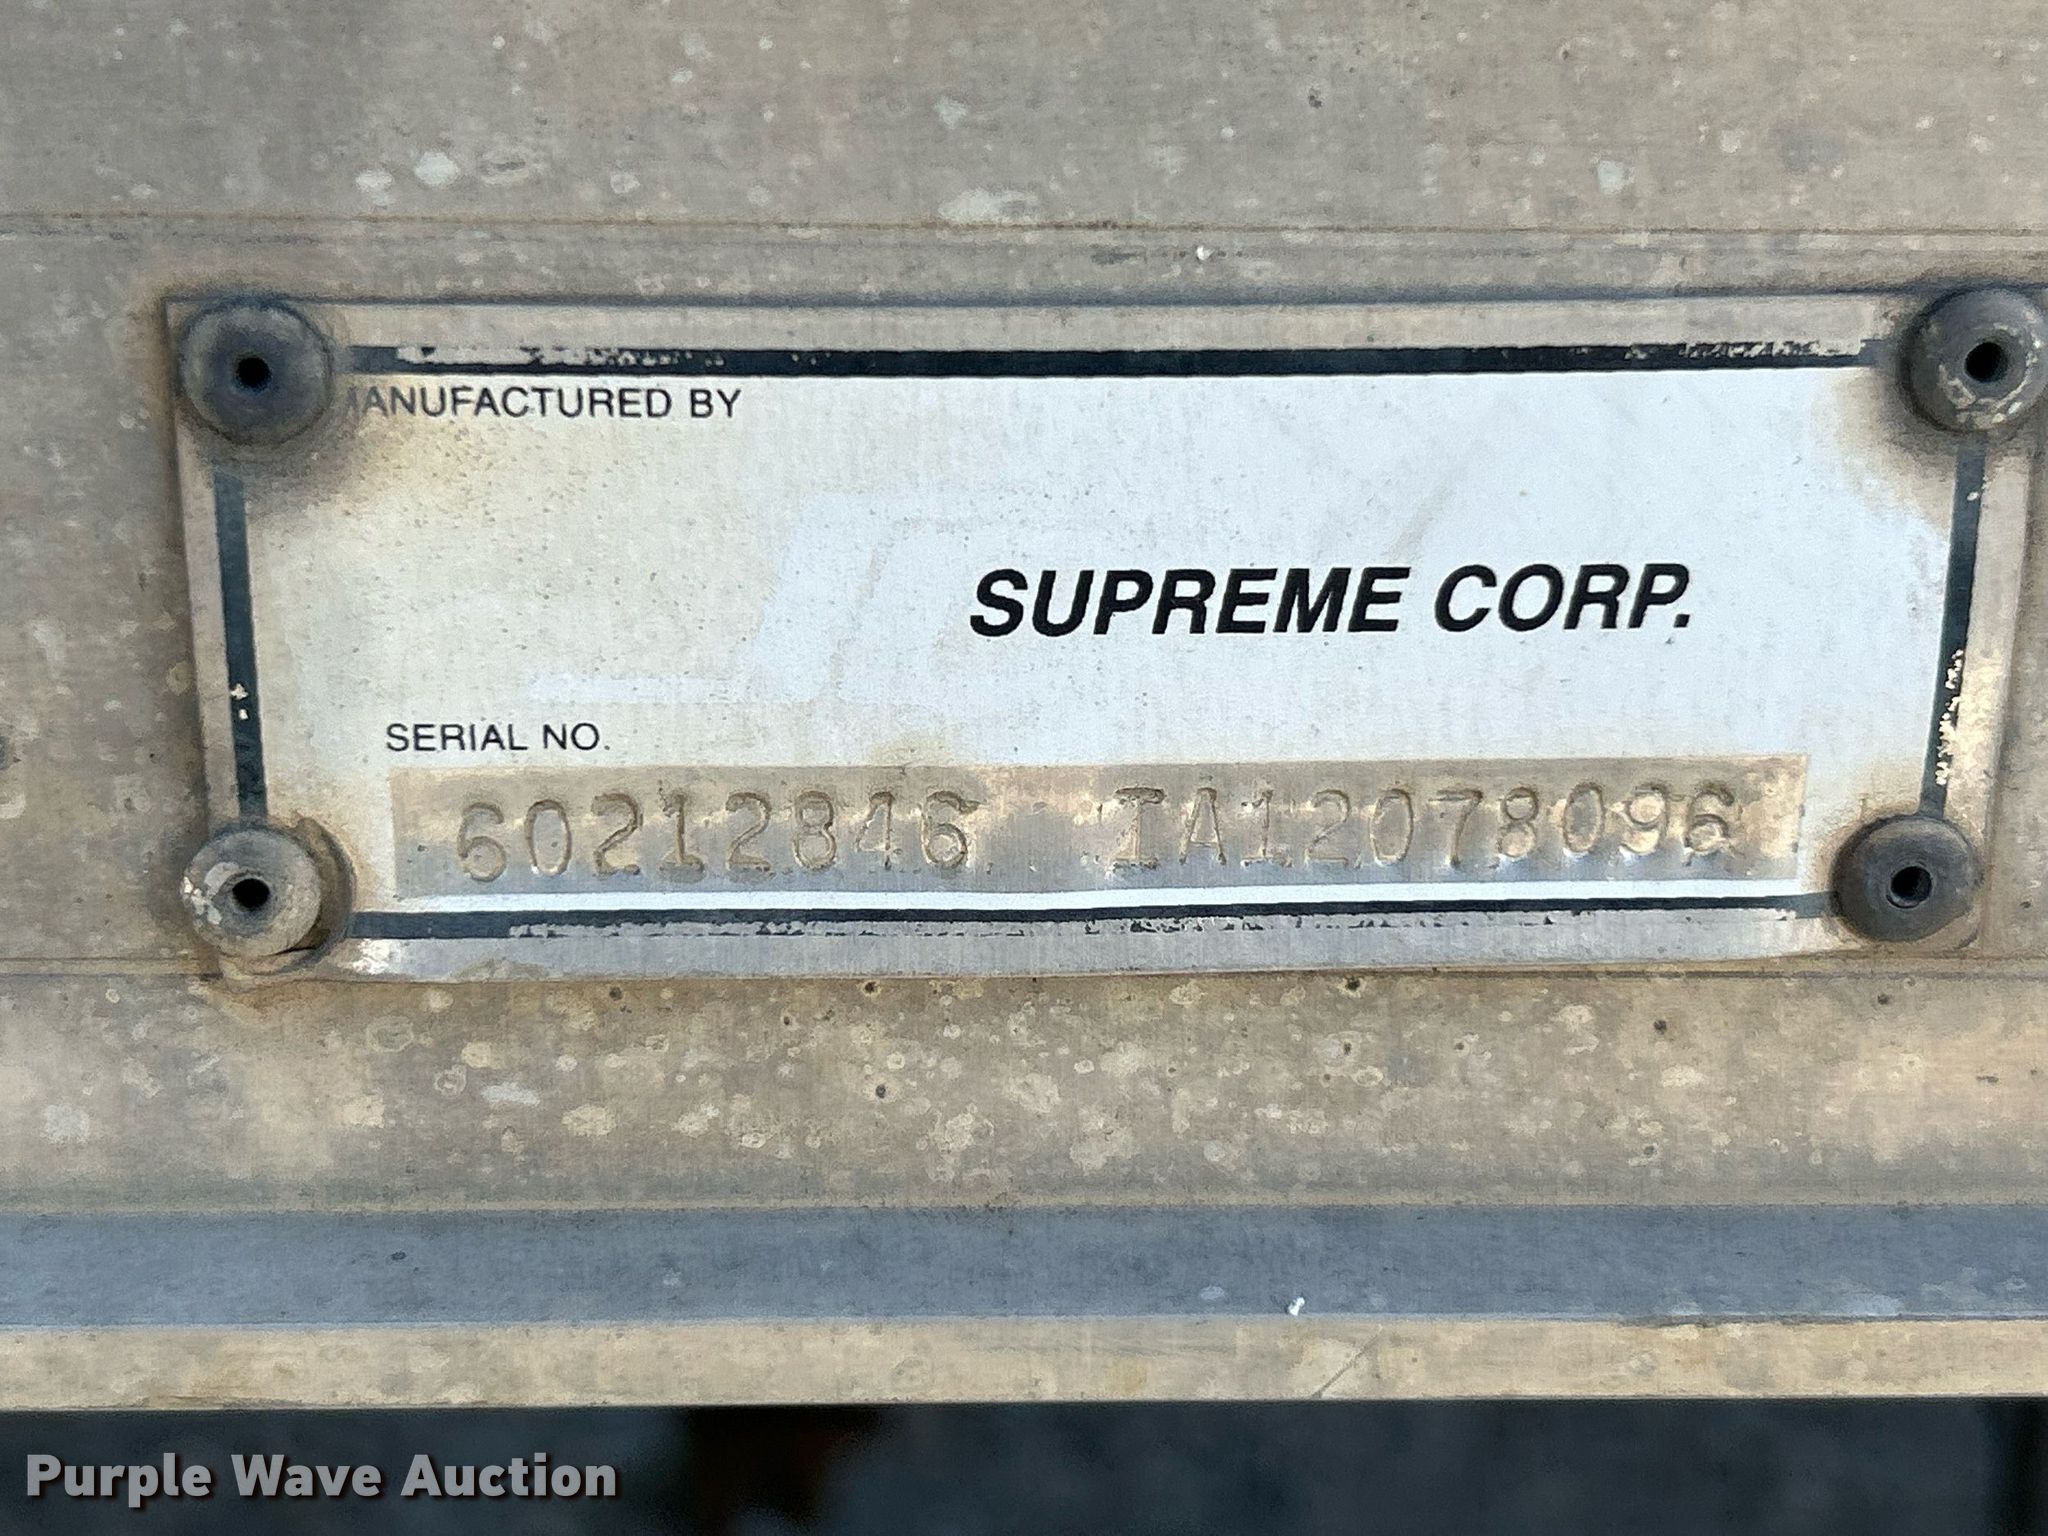 MANUFACTURED BY
SUPREME CORP.
SERIAL NO.
60212846 IA12078096
Purple Wave Auction